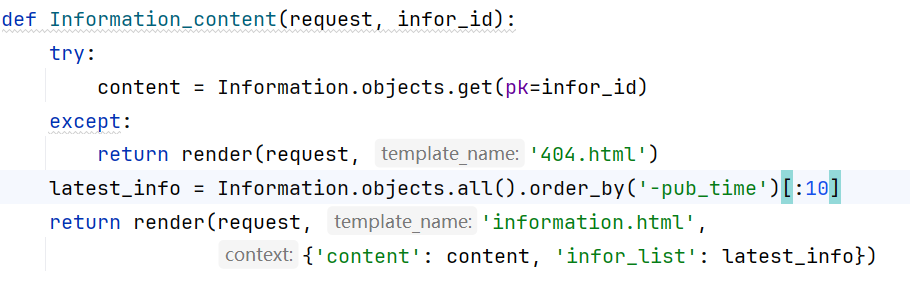 def Information_content(request, infor_id):
    try:
        content = Information.objects.get(pk=infor_id)
    except:
        return render(request, template_name: '404.html')
    latest_info = Information.objects.all().order_by('-pub_time')[:10]
    return render(request, template_name: 'information.html',
                  context: {'content': content, 'infor_list': latest_info})